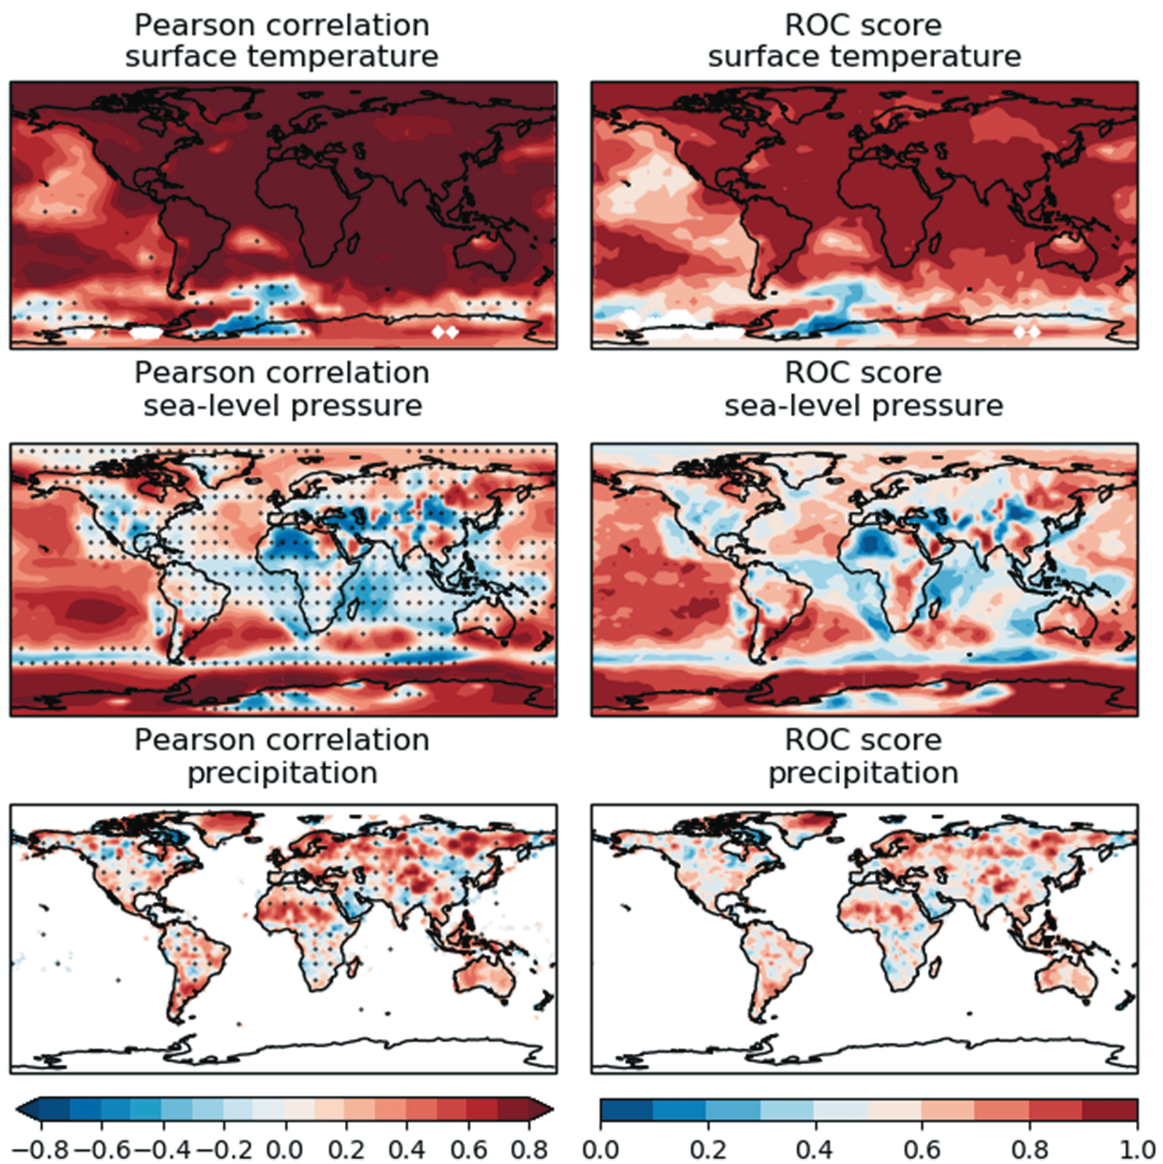 Pearson correlation
surface temperature
ROC score
surface temperature
Pearson correlation
sea-level pressure
ROC score
sea-level pressure
Pearson correlation
precipitation
ROC score
precipitation
−0.8 −0.6 −0.4 −0.2 0.0 0.2 0.4 0.6 0.8
0.0 0.2 0.4 0.6 0.8 1.0